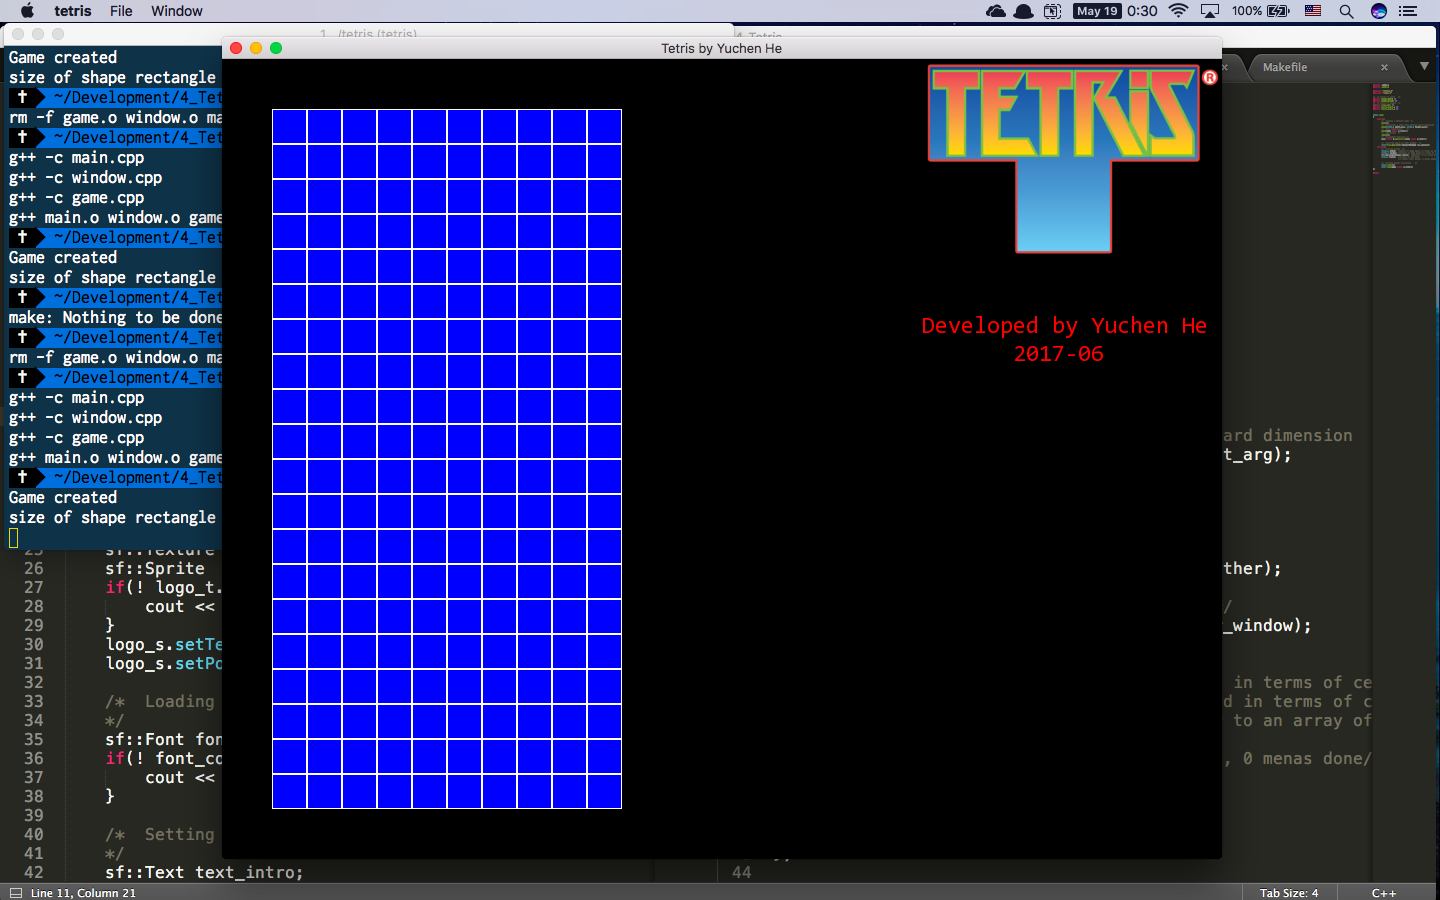 tetris File Window May 19 0:30 100%
1. ./tetris (tetris)
Tetris by Yuchen He
Makefile
Game created
size of shape rectangle
~/Development/4_Tet
rm -f game.o window.o ma
~/Development/4_Tet
g++ -c main.cpp
g++ -c window.cpp
g++ -c game.cpp
g++ main.o window.o game
~/Development/4_Tet
Game created
size of shape rectangle
~/Development/4_Tet
make: Nothing to be done
~/Development/4_Tet
rm -f game.o window.o ma
~/Development/4_Tet
g++ -c main.cpp
g++ -c window.cpp
g++ -c game.cpp
g++ main.o window.o game
~/Development/4_Tet
Game created
size of shape rectangle
TETRIS ®
Developed by Yuchen He
2017-06
25 sf::Texture
26 sf::Sprite
27 if(! logo_t.
28 cout <<
29 }
30 logo_s.setTe
31 logo_s.setPo
32
33 /* Loading
34 */
35 sf::Font fon
36 if(! font_co
37 cout <<
38 }
39
40 /* Setting
41 */
42 sf::Text text_intro;
ard dimension
t_arg);
ther);
/
_window);
in terms of ce
d in terms of c
to an array of
, 0 menas done/
44
Line 11, Column 21
Tab Size: 4
C++